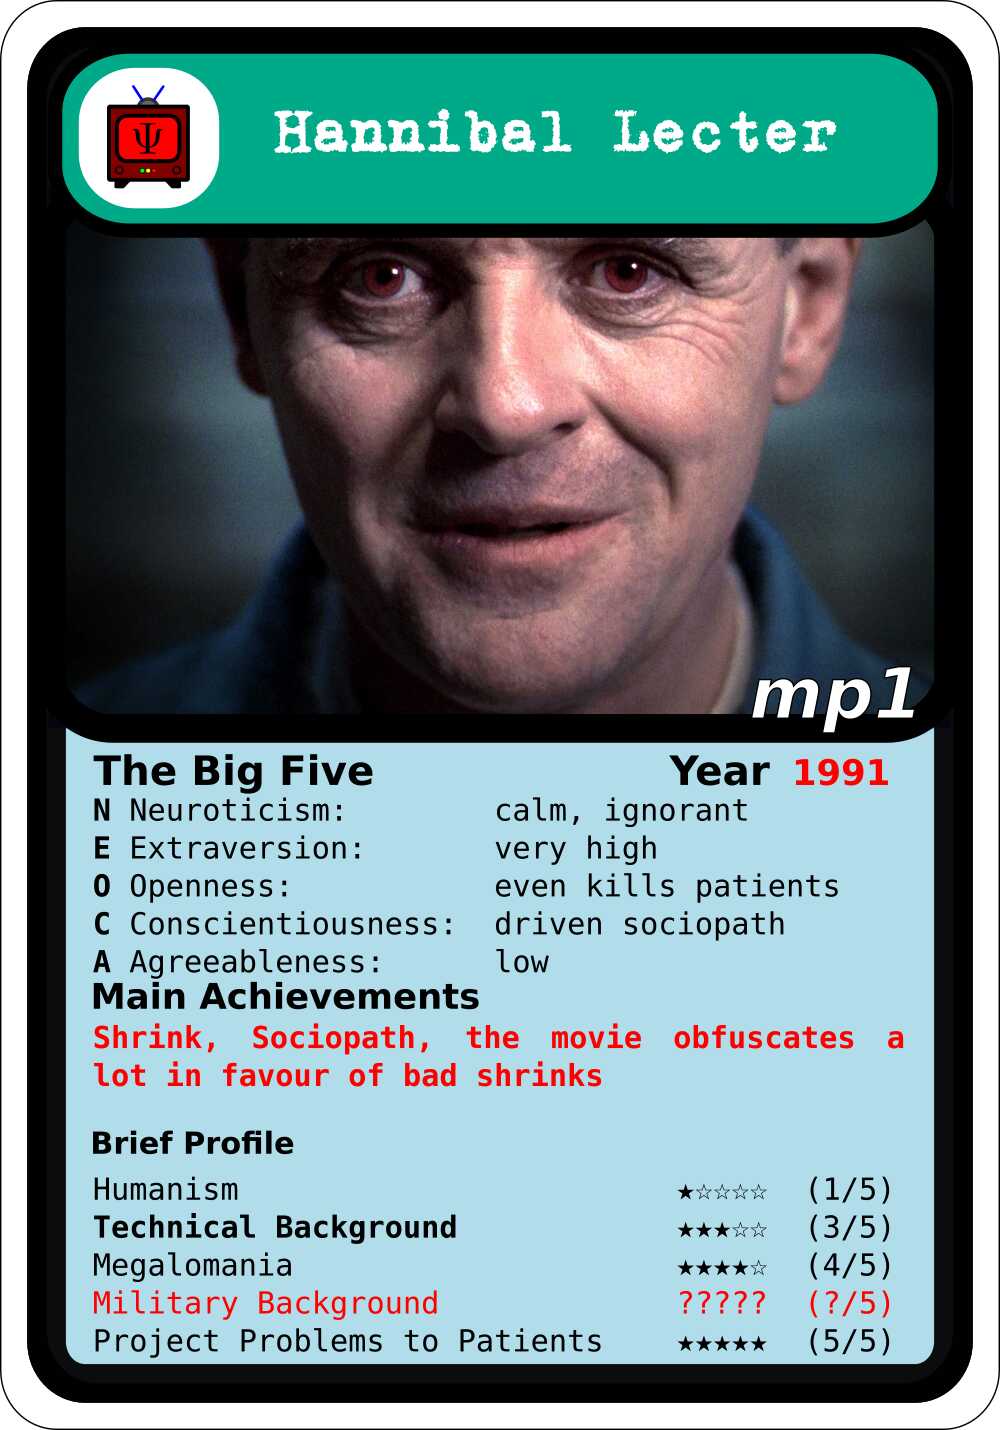 Ψ
Hannibal Lecter
mp1
The Big Five Year 1991
N Neuroticism: calm, ignorant
E Extraversion: very high
O Openness: even kills patients
C Conscientiousness: driven sociopath
A Agreeableness: low
Main Achievements
Shrink, Sociopath, the movie obfuscates a
lot in favour of bad shrinks
Brief Profile
Humanism ★☆☆☆☆ (1/5)
Technical Background ★★★☆☆ (3/5)
Megalomania ★★★★☆ (4/5)
Military Background ????? (?/5)
Project Problems to Patients ★★★★★ (5/5)